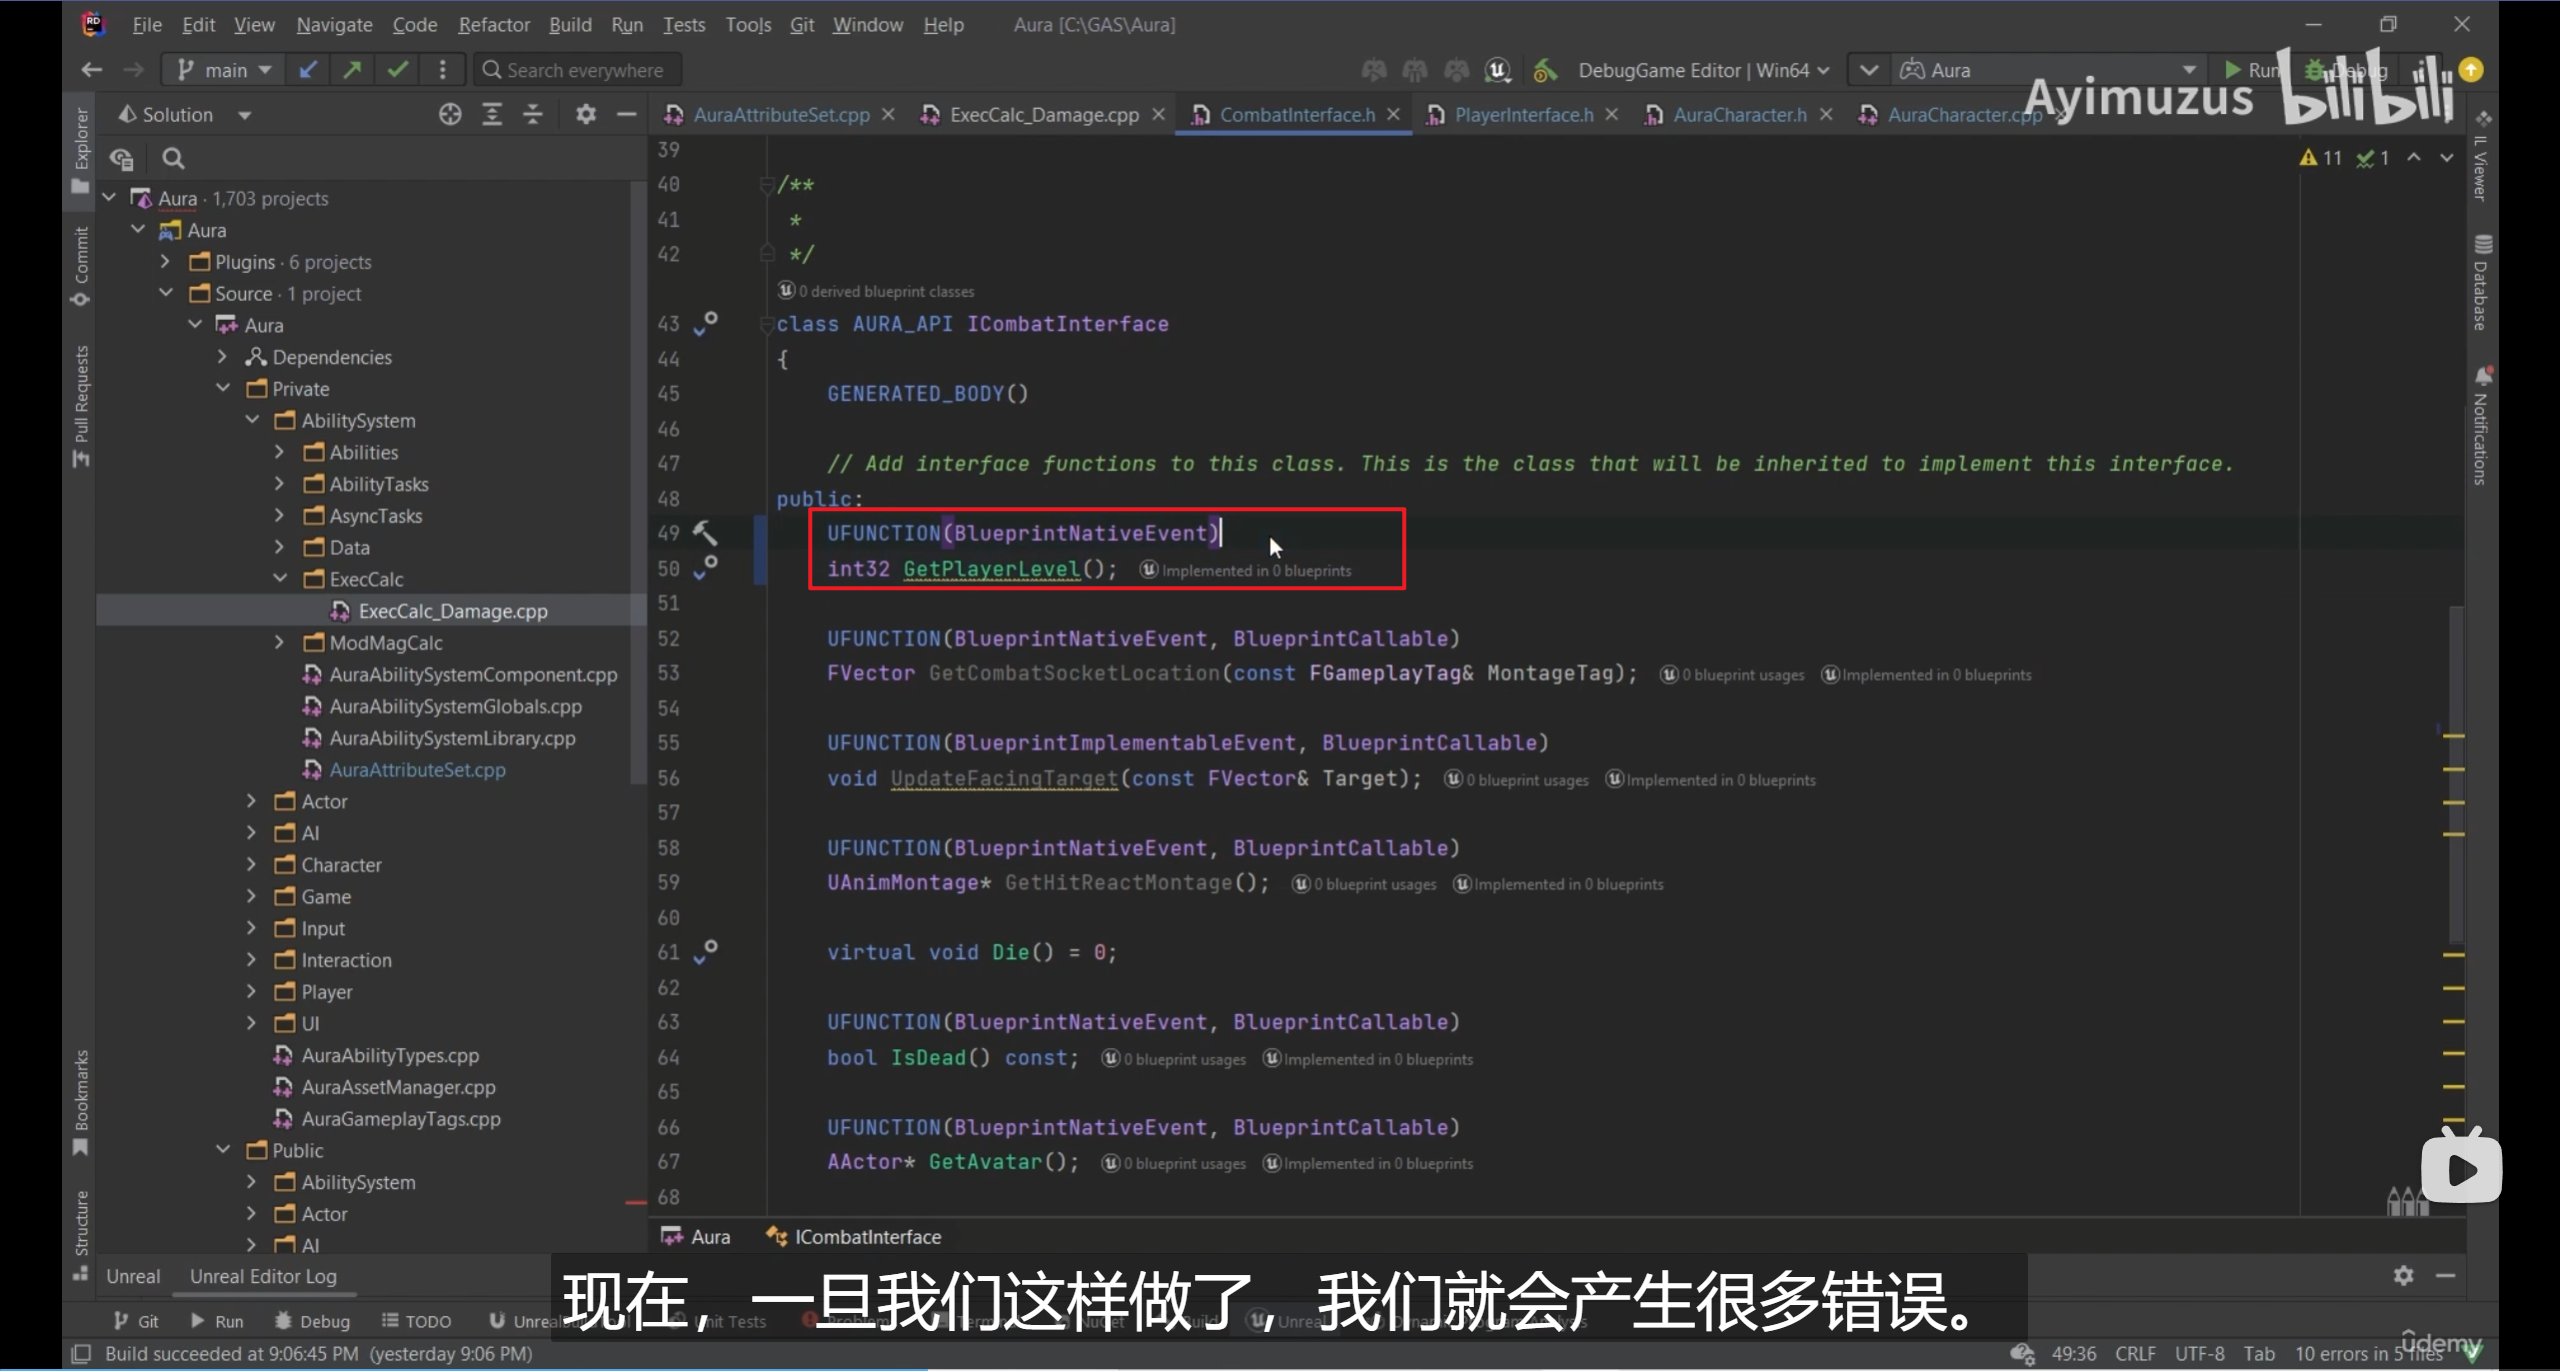 File Edit View Navigate Code Refactor Build Run Tests Tools Git Window Help Aura [C:\GAS\Aura]
main Search everywhere DebugGame Editor | Win64 Aura Run Debug
Ayimuzus bilibili
Solution AuraAttributeSet.cpp ExecCalc_Damage.cpp CombatInterface.h PlayerInterface.h AuraCharacter.h AuraCharacter.cpp
11 1
Explorer
Commit
Pull Requests
Bookmarks
Structure
IL Viewer
Database
Notifications
Aura · 1,703 projects
Aura
Plugins · 6 projects
Source · 1 project
Aura
Dependencies
Private
AbilitySystem
Abilities
AbilityTasks
AsyncTasks
Data
ExecCalc
ExecCalc_Damage.cpp
ModMagCalc
AuraAbilitySystemComponent.cpp
AuraAbilitySystemGlobals.cpp
AuraAbilitySystemLibrary.cpp
AuraAttributeSet.cpp
Actor
AI
Character
Game
Input
Interaction
Player
UI
AuraAbilityTypes.cpp
AuraAssetManager.cpp
AuraGameplayTags.cpp
Public
AbilitySystem
Actor
AI
39
40 /**
41 *
42 */
0 derived blueprint classes
43 class AURA_API ICombatInterface
44 {
45 GENERATED_BODY()
46
47 // Add interface functions to this class. This is the class that will be inherited to implement this interface.
48 public:
49 UFUNCTION(BlueprintNativeEvent)
50 int32 GetPlayerLevel(); Implemented in 0 blueprints
51
52 UFUNCTION(BlueprintNativeEvent, BlueprintCallable)
53 FVector GetCombatSocketLocation(const FGameplayTag& MontageTag); 0 blueprint usages Implemented in 0 blueprints
54
55 UFUNCTION(BlueprintImplementableEvent, BlueprintCallable)
56 void UpdateFacingTarget(const FVector& Target); 0 blueprint usages Implemented in 0 blueprints
57
58 UFUNCTION(BlueprintNativeEvent, BlueprintCallable)
59 UAnimMontage* GetHitReactMontage(); 0 blueprint usages Implemented in 0 blueprints
60
61 virtual void Die() = 0;
62
63 UFUNCTION(BlueprintNativeEvent, BlueprintCallable)
64 bool IsDead() const; 0 blueprint usages Implemented in 0 blueprints
65
66 UFUNCTION(BlueprintNativeEvent, BlueprintCallable)
67 AActor* GetAvatar(); 0 blueprint usages Implemented in 0 blueprints
68
Aura ICombatInterface
Unreal Unreal Editor Log
现在，一旦我们这样做了，我们就会产生很多错误。
Git Run Debug TODO
Build succeeded at 9:06:45 PM (yesterday 9:06 PM) 49:36 CRLF UTF-8 Tab 10 errors in 5 files
ûdemy